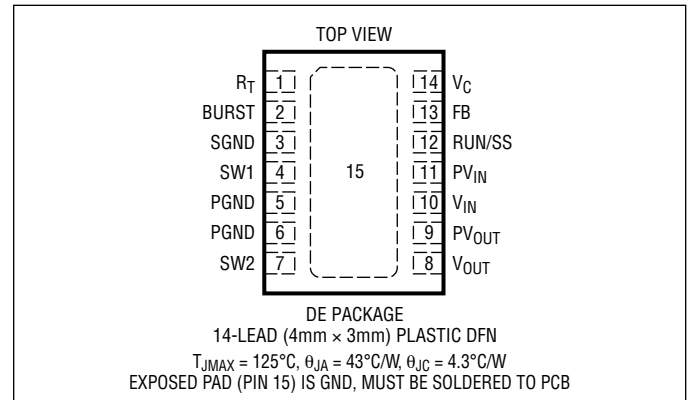 TOP VIEW
RT 1 14 VC
BURST 2 13 FB
SGND 3 12 RUN/SS
SW1 4 15 11 PVIN
PGND 5 10 VIN
PGND 6 9 PVOUT
SW2 7 8 VOUT
DE PACKAGE
14-LEAD (4mm × 3mm) PLASTIC DFN
TJMAX = 125°C, θJA = 43°C/W, θJC = 4.3°C/W
EXPOSED PAD (PIN 15) IS GND, MUST BE SOLDERED TO PCB